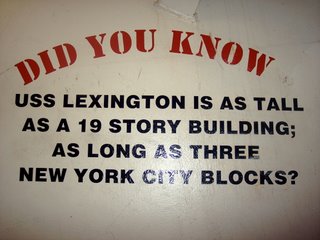 DID YOU KNOW
USS LEXINGTON IS AS TALL
AS A 19 STORY BUILDING;
AS LONG AS THREE
NEW YORK CITY BLOCKS?